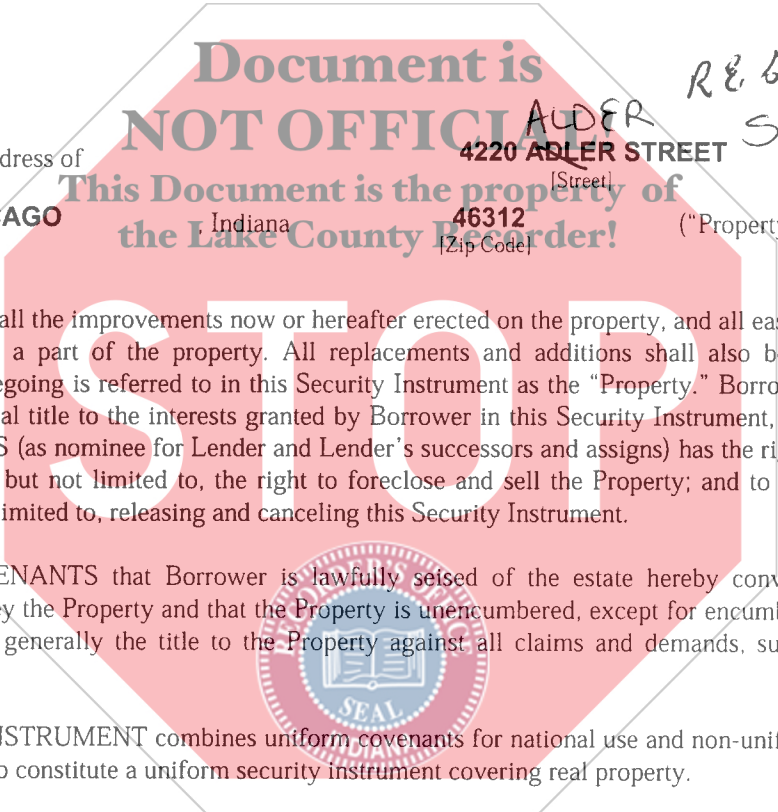 Document is
NOT OFFICIAL!
This Document is the property of
the Lake County Recorder!
STOP
ALDER
dress of 4220 ADLER STREET
[Street]
CAGO , Indiana 46312 ("Property
[Zip Code]
all the improvements now or hereafter erected on the property, and all eas
a part of the property. All replacements and additions shall also b
egoing is referred to in this Security Instrument as the "Property." Borro
al title to the interests granted by Borrower in this Security Instrument,
S (as nominee for Lender and Lender's successors and assigns) has the ri
but not limited to, the right to foreclose and sell the Property; and to
imited to, releasing and canceling this Security Instrument.
ENANTS that Borrower is lawfully seised of the estate hereby conv
ey the Property and that the Property is unencumbered, except for encumb
generally the title to the Property against all claims and demands, su
NSTRUMENT combines uniform covenants for national use and non-unif
o constitute a uniform security instrument covering real property.
RECORDER'S OFFICE
SEAL
INDIANA